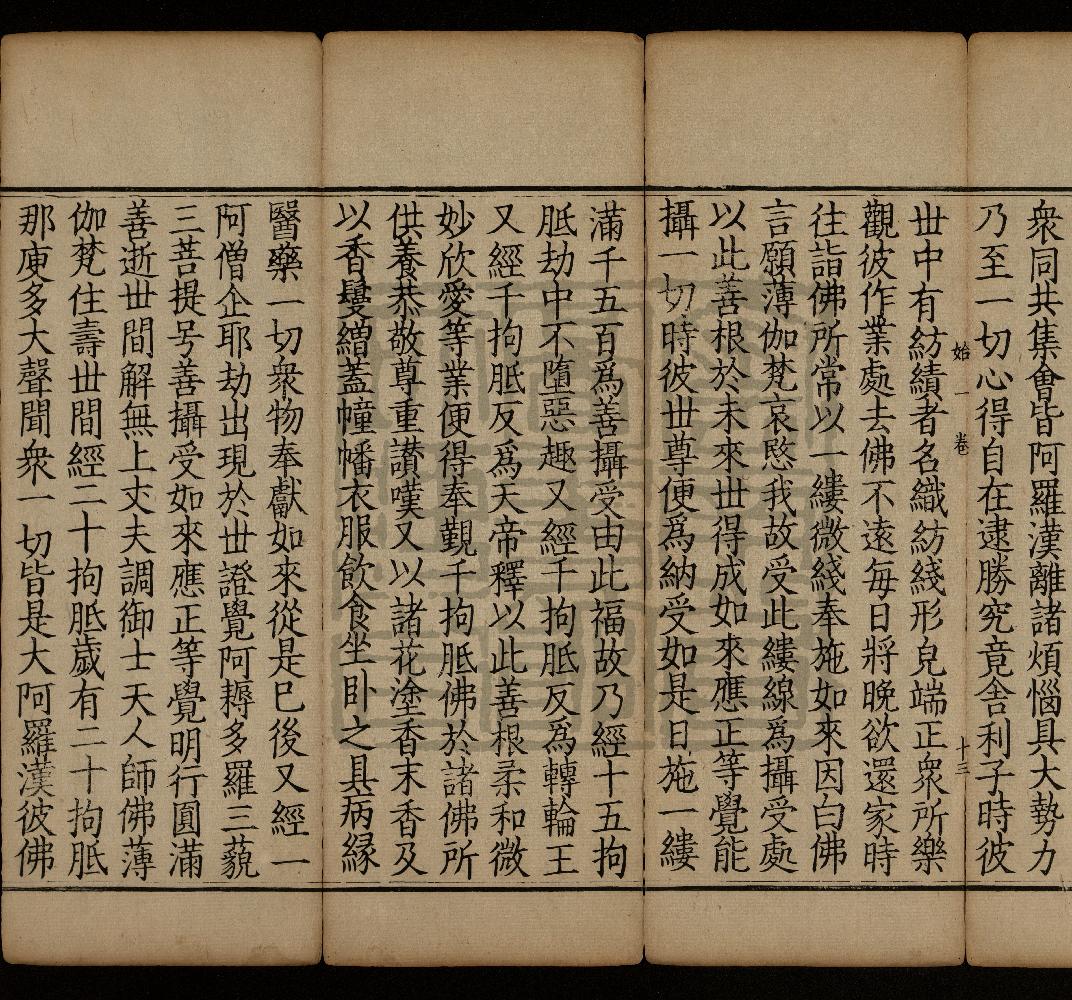 衆同共集會皆阿羅漢離諸煩惱具大勢力
乃至一切心得自在逮勝究竟舍利子時彼
始一 卷 十三
丗中有紡績者名織紡綫形皃端正衆所樂
觀彼作業處去佛不遠每日將晚欲還家時
往詣佛所常以一縷微綫奉施如來因白佛
言願薄伽梵哀愍我故受此縷線爲攝受處
以此善根於未來丗得成如來應正等覺能
攝一切時彼丗尊便爲納受如是日施一縷
滿千五百爲善攝受由此福故乃經十五拘
胝劫中不墮惡趣又經千拘胝反爲轉輪王
又經千拘胝反爲天帝釋以此善根柔和微
妙欣愛等業便得奉覲千拘胝佛於諸佛所
供養恭敬尊重讃嘆又以諸花塗香末香及
以香鬘繒蓋幢幡衣服飲食坐卧之具病縁
醫藥一切衆物奉獻如來從是已後又經一
阿僧企耶劫出現於丗證覺阿耨多羅三藐
三菩提号善攝受如來應正等覺明行圓滿
善逝丗間解無上丈夫調御士天人師佛薄
伽梵住壽丗間經二十拘胝歲有二十拘胝
那庾多大聲聞衆一切皆是大阿羅漢彼佛